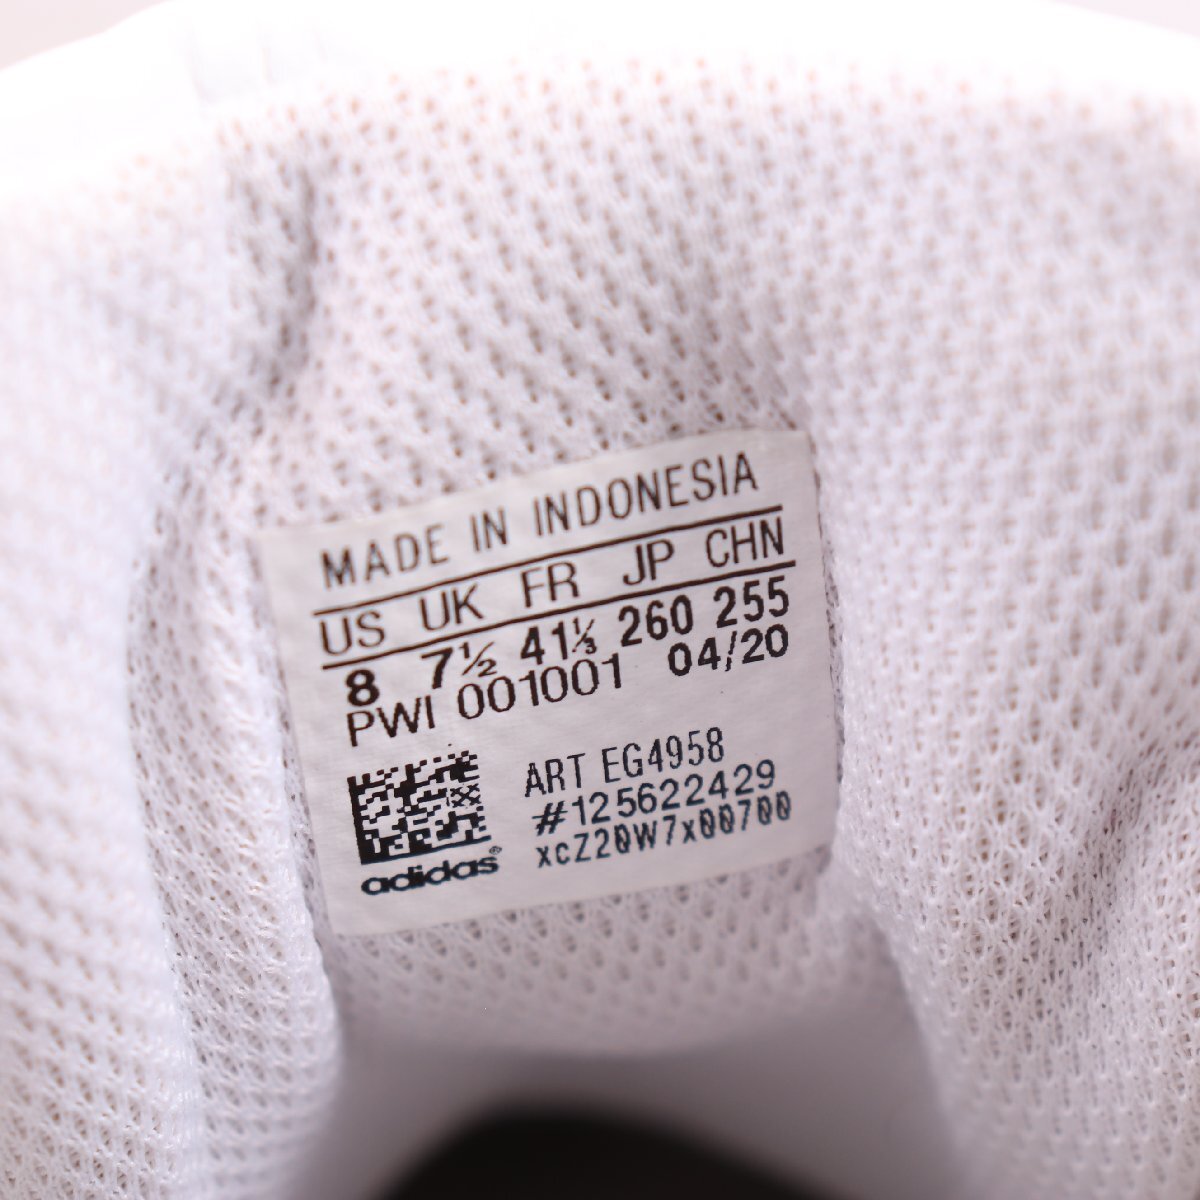 MADE IN INDONESIA
US UK FR JP CHN
8 7½ 41⅓ 260 255
PWI 001001 04/20
ART EG4958
#125622429
xcZ20W7x00700
adidas®